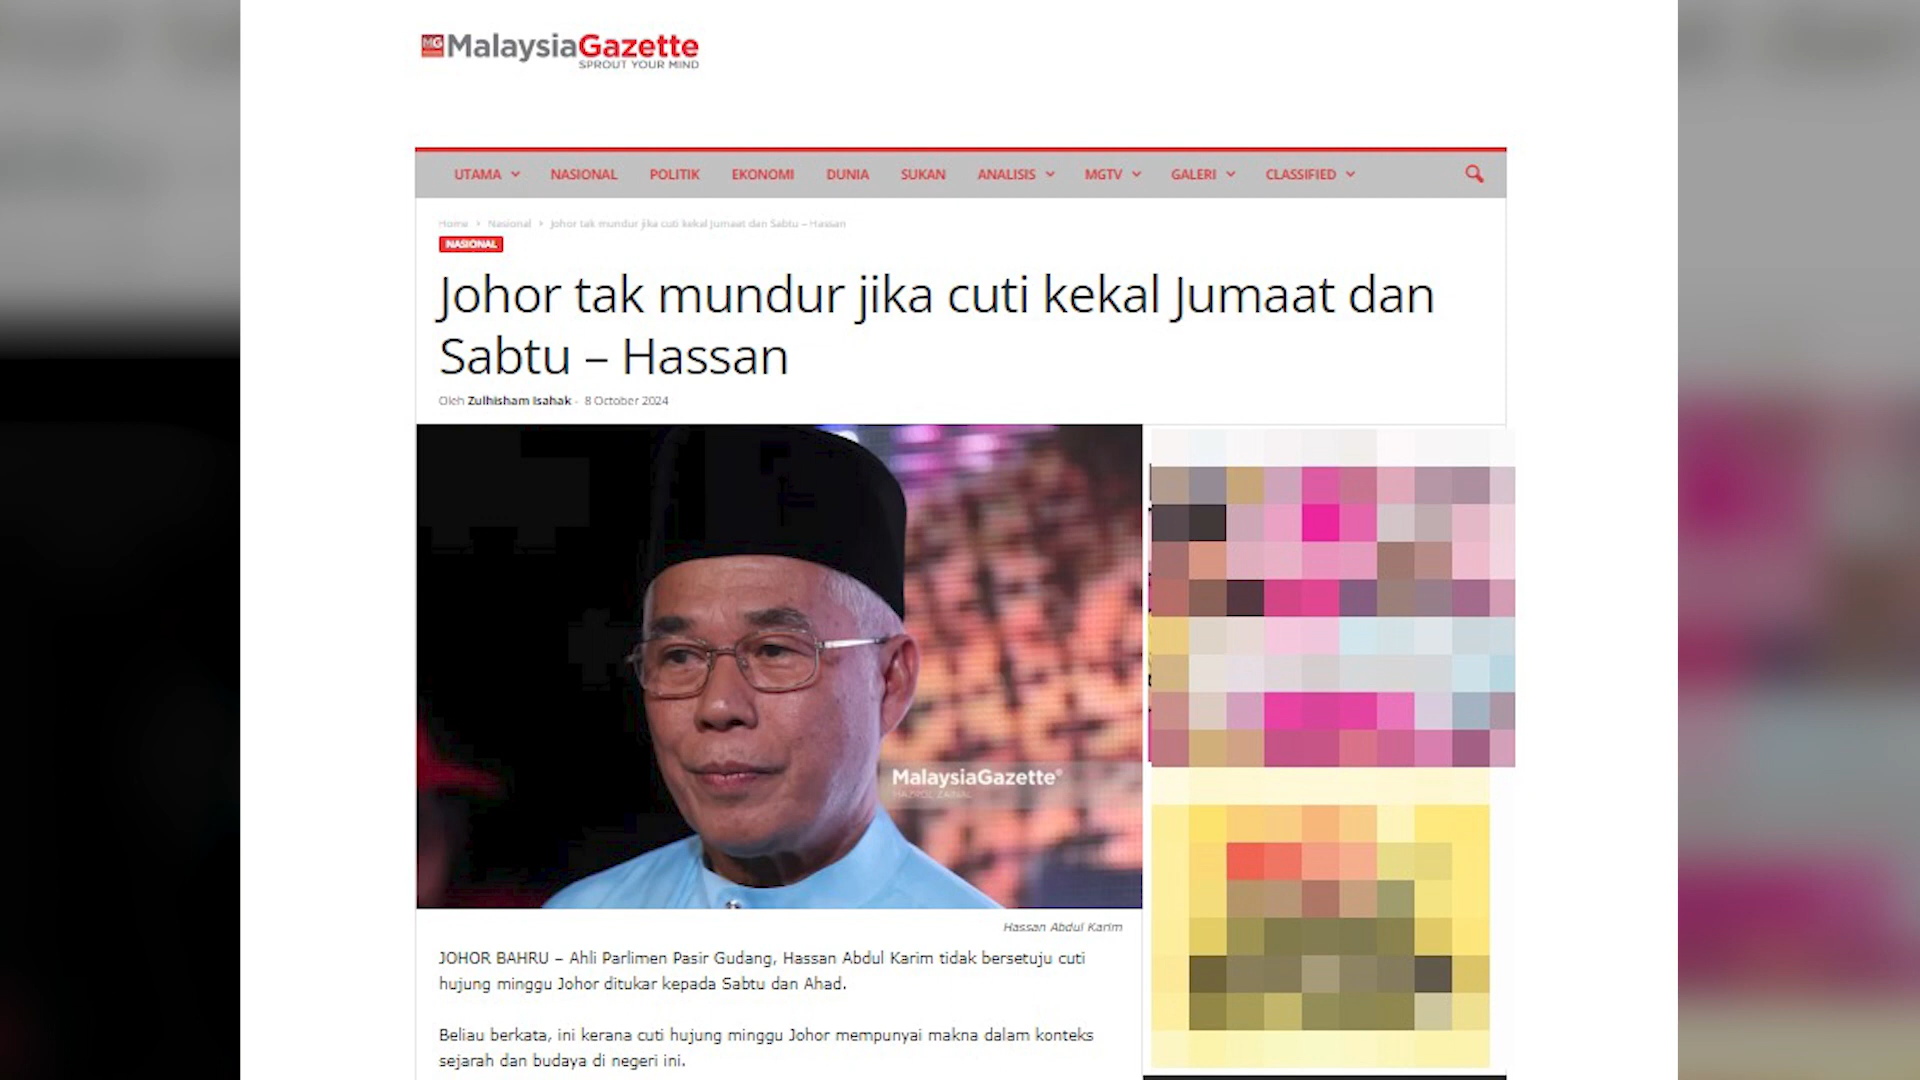 MG MalaysiaGazette
SPROUT YOUR MIND
UTAMA NASIONAL POLITIK EKONOMI DUNIA SUKAN ANALISIS MGTV GALERI CLASSIFIED
Home > Nasional > Johor tak mundur jika cuti kekal Jumaat dan Sabtu – Hassan
NASIONAL
Johor tak mundur jika cuti kekal Jumaat dan
Sabtu – Hassan
Oleh Zulhisham Isahak - 8 October 2024
MalaysiaGazette®
HAZROL ZAINAL
Hassan Abdul Karim
JOHOR BAHRU – Ahli Parlimen Pasir Gudang, Hassan Abdul Karim tidak bersetuju cuti
hujung minggu Johor ditukar kepada Sabtu dan Ahad.
Beliau berkata, ini kerana cuti hujung minggu Johor mempunyai makna dalam konteks
sejarah dan budaya di negeri ini.